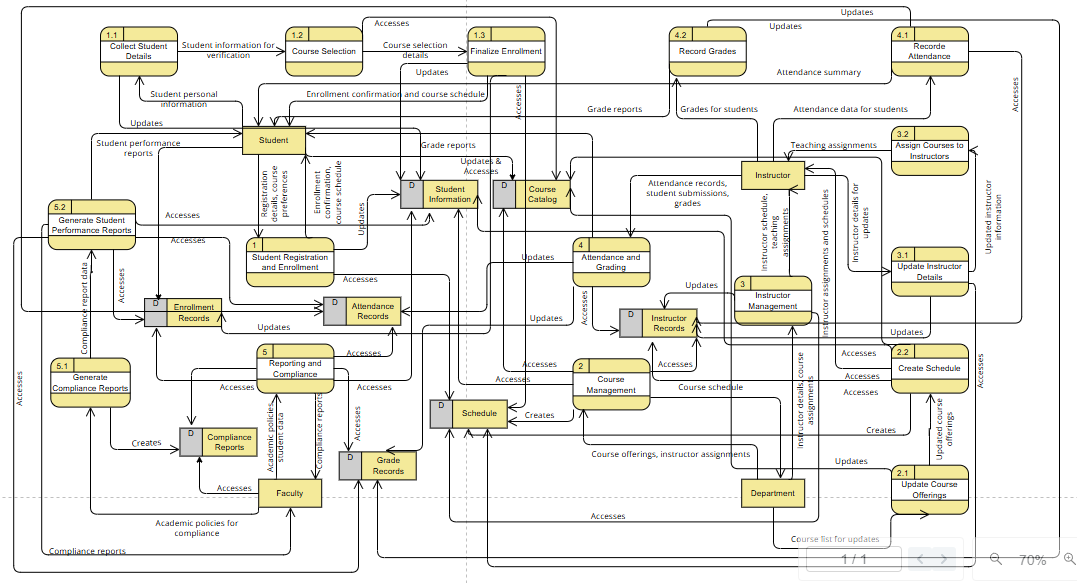 Updates
Updates
1.1
Collect Student
Details
Student information for
verification
1.2
Course Selection
Accesses
Course selection
details
1.3
Finalize Enrollment
4.2
Record Grades
4.1
Recorde
Attendance
Updates
Attendance summary
Student personal
information
Enrollment confirmation and course schedule
Accesses
Accesses
Grade reports
Grades for students
Attendance data for students
Updates
Student
Student performance
reports
Grade reports
Updates &
Accesses
Teaching assignments
3.2
Assign Courses to
Instructors
Registration
details, course
preferences
Enrollment
confirmation,
course schedule
Updates
D
Student
Information
D
Course
Catalog
Attendance records,
student submissions,
grades
Instructor
Instructor schedule,
teaching
assignments
Instructor assignments and schedules
Instructor details for
updates
Updated instructor
information
5.2
Generate Student
Performance Reports
Accesses
Accesses
1
Student Registration
and Enrollment
Accesses
4
Attendance and
Grading
Updates
3.1
Update Instructor
Details
Compliance report data
Accesses
D
Enrollment
Records
D
Attendance
Records
Updates
Updates
Accesses
Updates
3
Instructor
Management
D
Instructor
Records
Updates
5.1
Generate
Compliance Reports
5
Reporting and
Compliance
Accesses
Accesses
Accesses
Accesses
Accesses
2
Course
Management
Accesses
Course schedule
Accesses
Accesses
Accesses
2.2
Create Schedule
Accesses
Accesses
Instructor details, course
assignments
Creates
D
Compliance
Reports
Academic policies,
student data
Compliance reports
Accesses
D
Schedule
Creates
Creates
Updated course
offerings
Course offerings, instructor assignments
D
Grade
Records
Updates
2.1
Update Course
Offerings
Accesses
Faculty
Department
Accesses
Academic policies for
compliance
Compliance reports
Course list for updates
1 / 1
70%